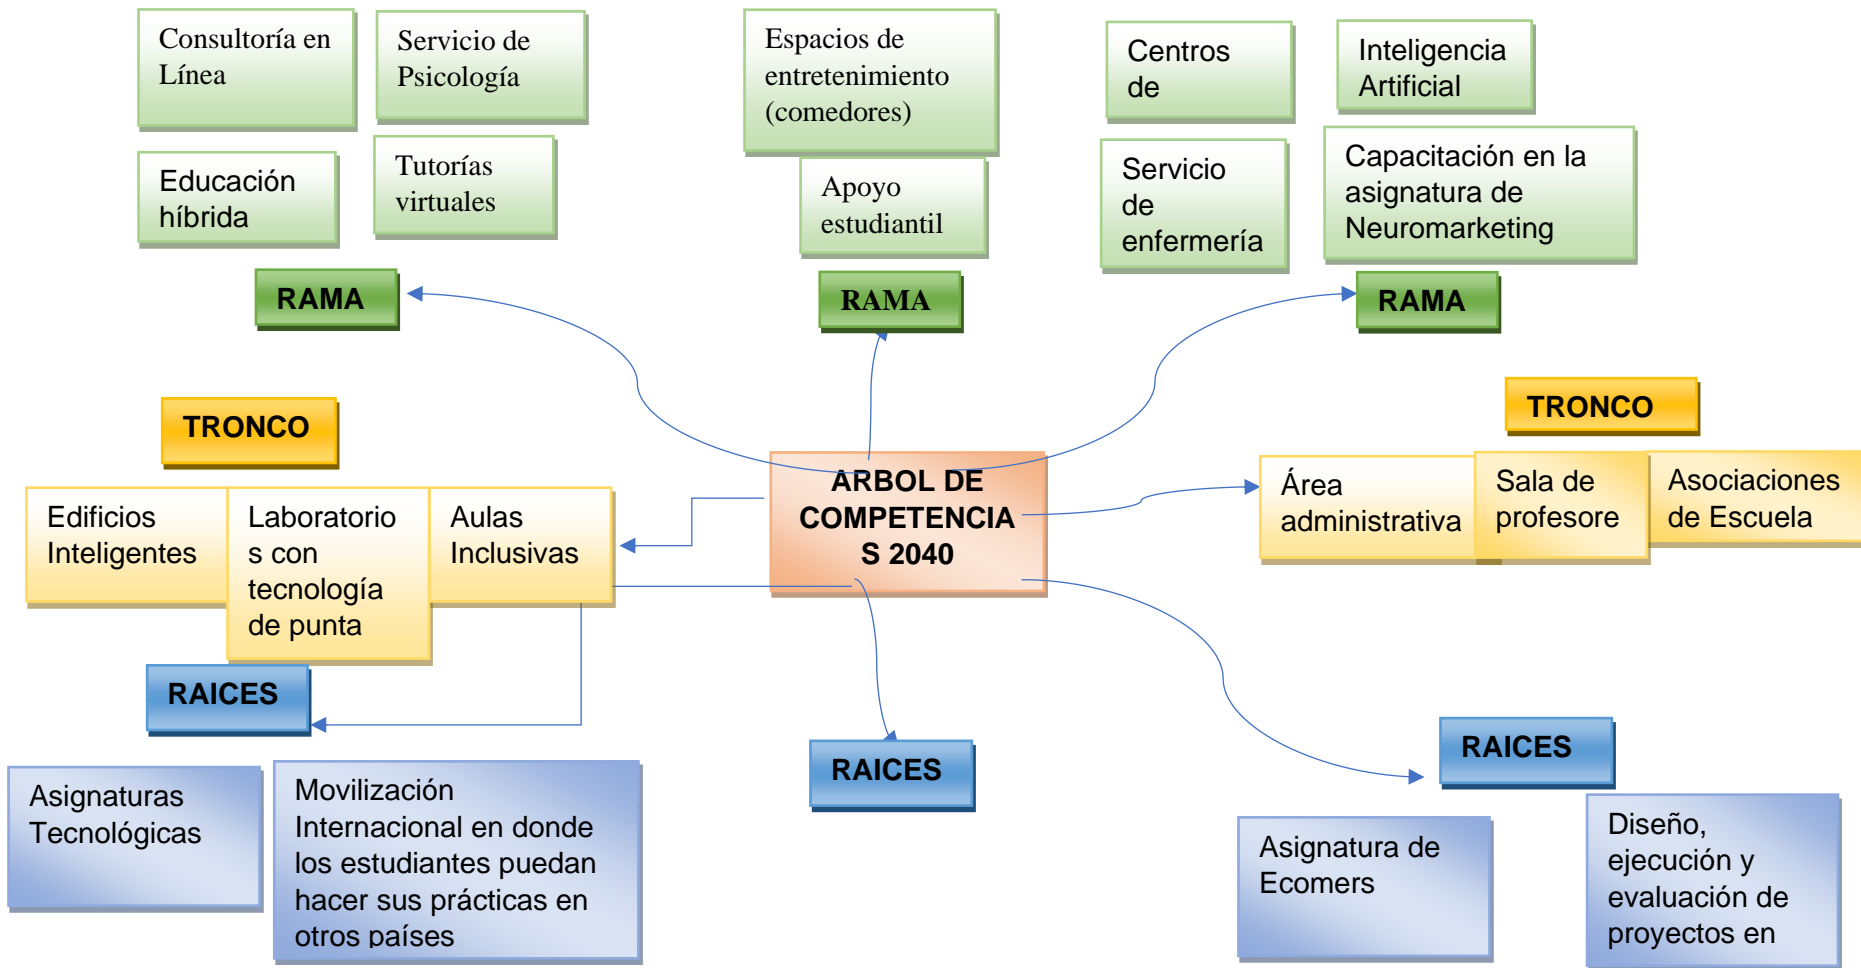 Consultoría en
Línea
Servicio de
Psicología
Espacios de
entretenimiento
(comedores)
Centros
de
Inteligencia
Artificial
Educación
híbrida
Tutorías
virtuales
Apoyo
estudiantil
Servicio
de
enfermería
Capacitación en la
asignatura de
Neuromarketing
RAMA
RAMA
RAMA
TRONCO
TRONCO
Edificios
Inteligentes
Laboratorio
s con
tecnología
de punta
Aulas
Inclusivas
ARBOL DE
COMPETENCIA
S 2040
Área
administrativa
Sala de
profesore
Asociaciones
de Escuela
RAICES
RAICES
RAICES
Asignaturas
Tecnológicas
Movilización
Internacional en donde
los estudiantes puedan
hacer sus prácticas en
otros países
Asignatura de
Ecomers
Diseño,
ejecución y
evaluación de
proyectos en